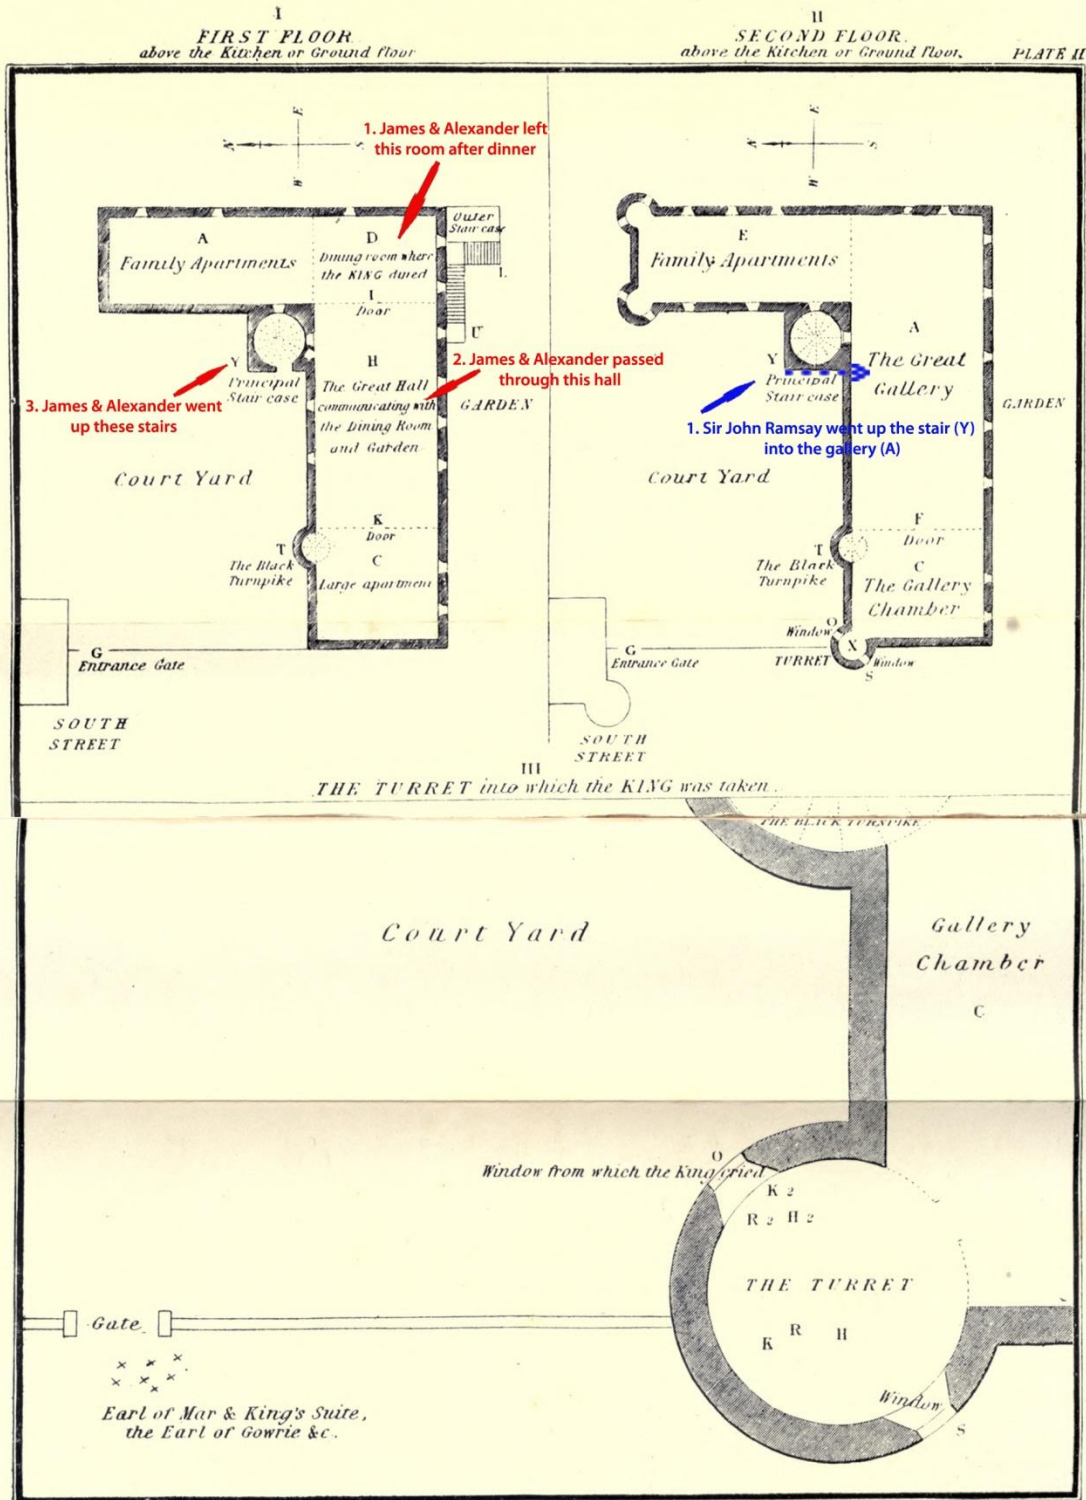 I
FIRST FLOOR
above the Kitchen or Ground floor
II
SECOND FLOOR.
above the Kitchen or Ground floor.
PLATE II
E
N
S
W
1. James & Alexander left
this room after dinner
A
Family Apartments
D
Dining room where
the KING dined
I
Door
Outer
Stair case
L
U
Y
Principal
Stair case
H
The Great Hall
communicating with
the Dining Room
and Garden
2. James & Alexander passed
through this hall
GARDEN
3. James & Alexander went
up these stairs
Court Yard
K
Door
T
The Black
Turnpike
C
Large apartment
G
Entrance Gate
SOUTH
STREET
E
N
S
W
E
Family Apartments
Y
Principal
Stair case
A
The Great
Gallery
GARDEN
1. Sir John Ramsay went up the stair (Y)
into the gallery (A)
Court Yard
F
Door
T
The Black
Turnpike
C
The Gallery
Chamber
O
Window
X
TURRET
Window
S
G
Entrance Gate
SOUTH
STREET
III
THE TURRET into which the KING was taken.
THE BLACK TURNPIKE
Court Yard
Gallery
Chamber
C
O
Window from which the King cried
K 2
R 2 H 2
THE TURRET
K R H
Window
S
Gate
x x x
x x x x
Earl of Mar & King's Suite,
the Earl of Gowrie &c.